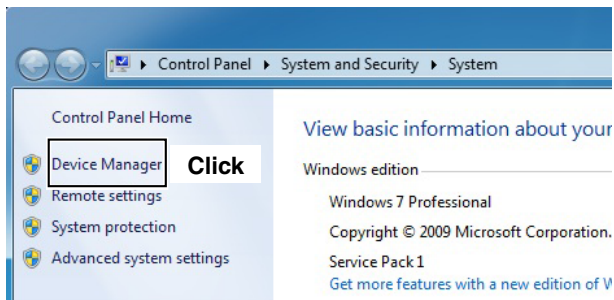 Control Panel ▸ System and Security ▸ System
Control Panel Home
Device Manager
Click
Remote settings
System protection
Advanced system settings
View basic information about your
Windows edition
Windows 7 Professional
Copyright © 2009 Microsoft Corporation.
Service Pack 1
Get more features with a new edition of